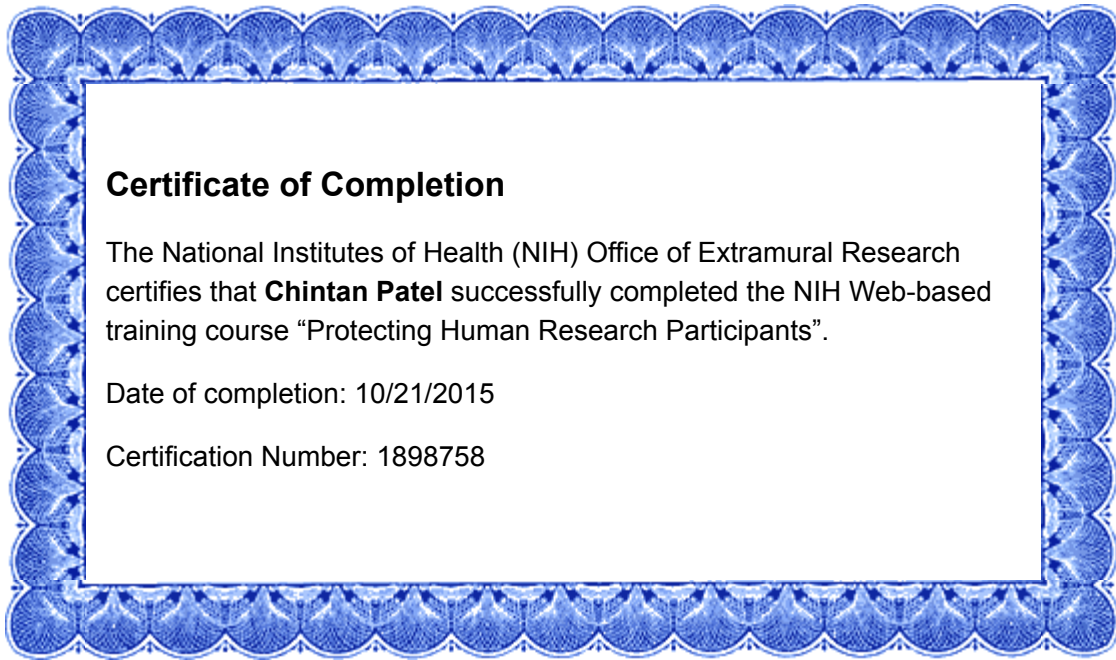 Certificate of Completion
The National Institutes of Health (NIH) Office of Extramural Research
certifies that Chintan Patel successfully completed the NIH Web-based
training course “Protecting Human Research Participants”.
Date of completion: 10/21/2015
Certification Number: 1898758